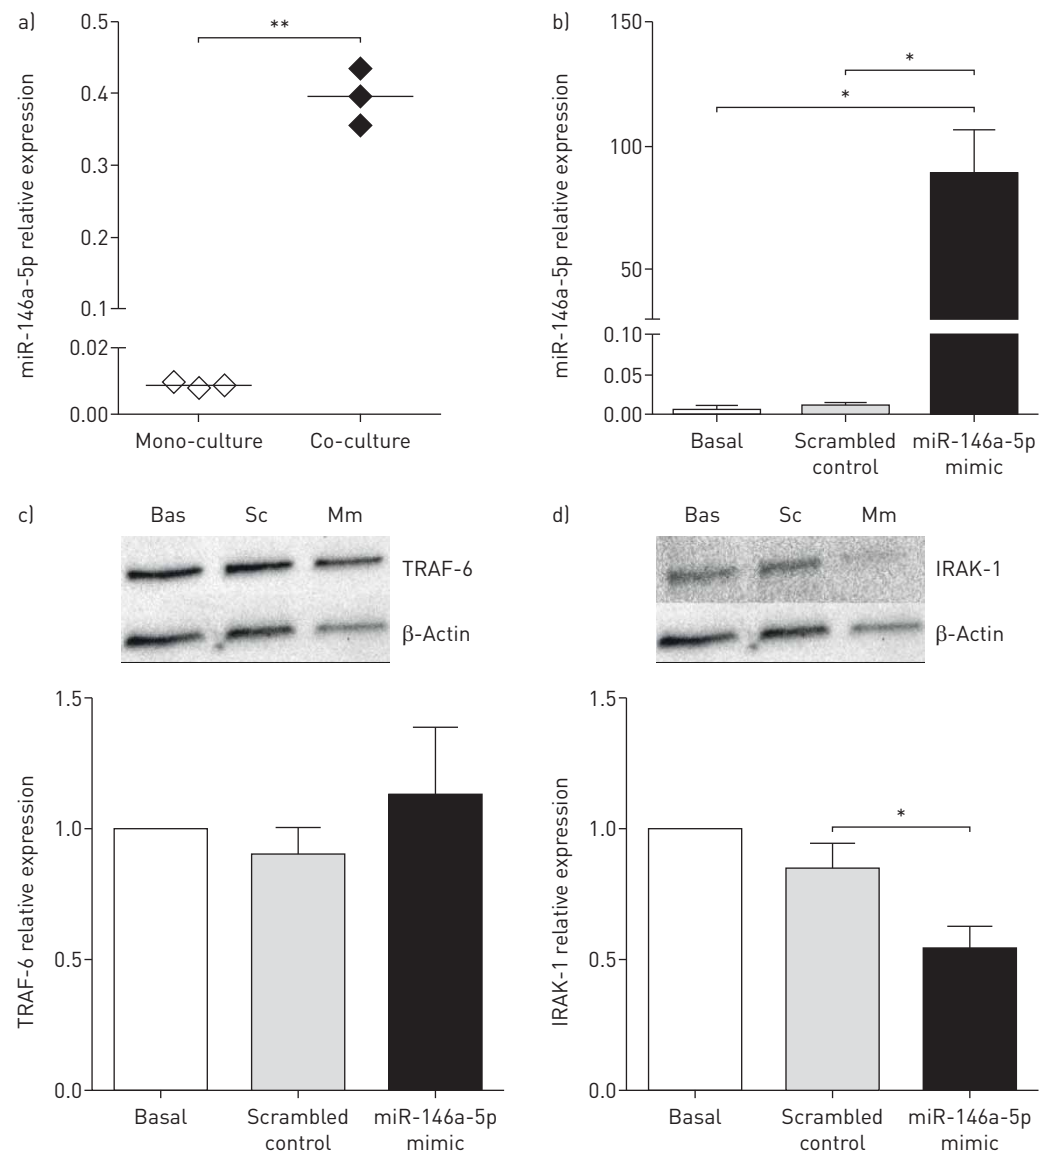 a)
miR-146a-5p relative expression
0.5
0.4
0.3
0.2
0.1
0.02
0.00
**
Mono-culture
Co-culture
b)
miR-146a-5p relative expression
150
100
50
0.10
0.05
0.00
*
*
Basal
Scrambled
control
miR-146a-5p
mimic
c)
Bas Sc Mm
TRAF-6
β-Actin
TRAF-6 relative expression
1.5
1.0
0.5
0.0
Basal
Scrambled
control
miR-146a-5p
mimic
d)
Bas Sc Mm
IRAK-1
β-Actin
IRAK-1 relative expression
1.5
1.0
0.5
0.0
*
Basal
Scrambled
control
miR-146a-5p
mimic